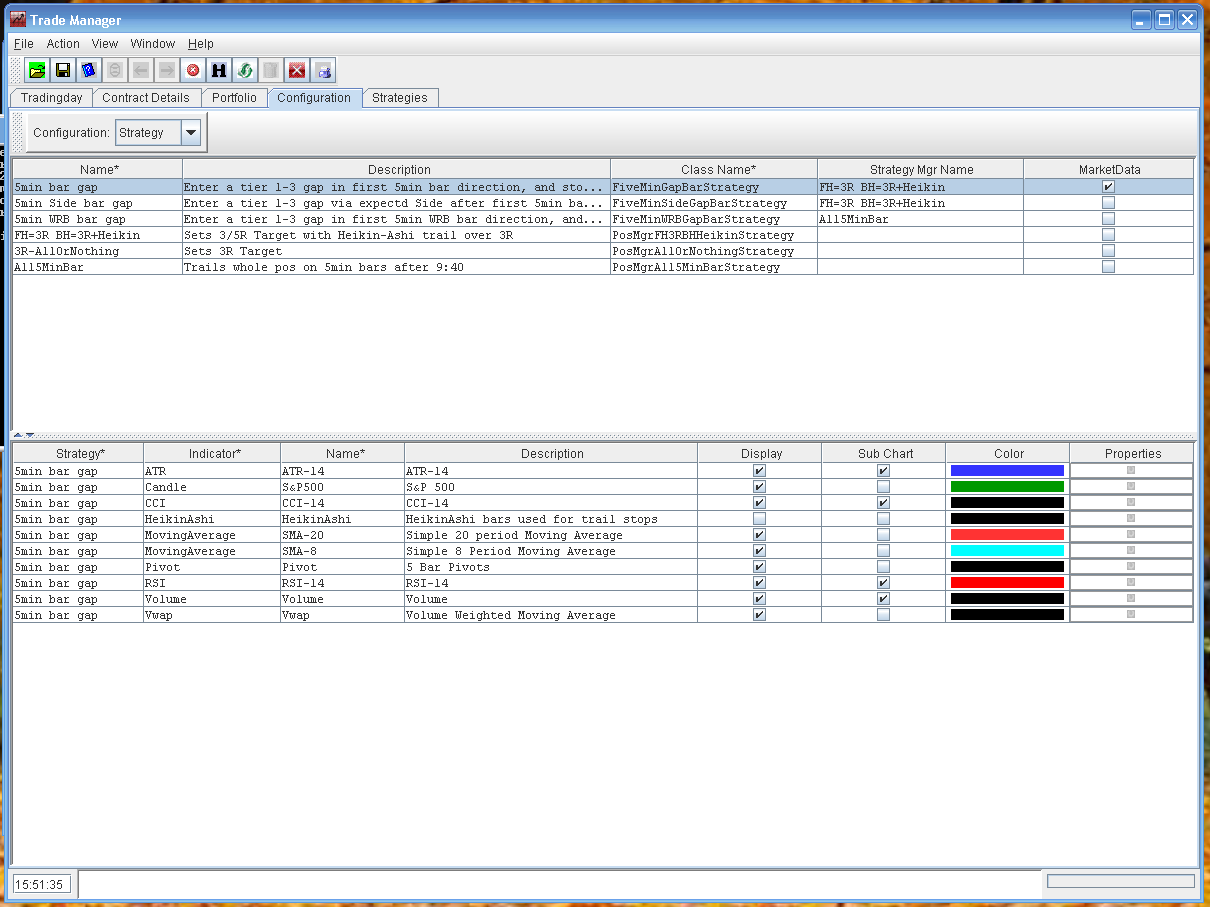 Trade Manager
File Action View Window Help
Tradingday Contract Details Portfolio Configuration Strategies
Configuration: Strategy
Name* Description Class Name* Strategy Mgr Name MarketData
5min bar gap Enter a tier 1-3 gap in first 5min bar direction, and sto... FiveMinGapBarStrategy FH=3R BH=3R+Heikin
5min Side bar gap Enter a tier 1-3 gap via expectd Side after first 5min ba... FiveMinSideGapBarStrategy FH=3R BH=3R+Heikin
5min WRB bar gap Enter a tier 1-3 gap in first 5min WRB bar direction, and... FiveMinWRBGapBarStrategy All5MinBar
FH=3R BH=3R+Heikin Sets 3/5R Target with Heikin-Ashi trail over 3R PosMgrFH3RBHHeikinStrategy
3R-AllOrNothing Sets 3R Target PosMgrAllOrNothingStrategy
All5MinBar Trails whole pos on 5min bars after 9:40 PosMgrAll5MinBarStrategy
Strategy* Indicator* Name* Description Display Sub Chart Color Properties
5min bar gap ATR ATR-14 ATR-14
5min bar gap Candle S&P500 S&P 500
5min bar gap CCI CCI-14 CCI-14
5min bar gap HeikinAshi HeikinAshi HeikinAshi bars used for trail stops
5min bar gap MovingAverage SMA-20 Simple 20 period Moving Average
5min bar gap MovingAverage SMA-8 Simple 8 Period Moving Average
5min bar gap Pivot Pivot 5 Bar Pivots
5min bar gap RSI RSI-14 RSI-14
5min bar gap Volume Volume Volume
5min bar gap Vwap Vwap Volume Weighted Moving Average
15:51:35